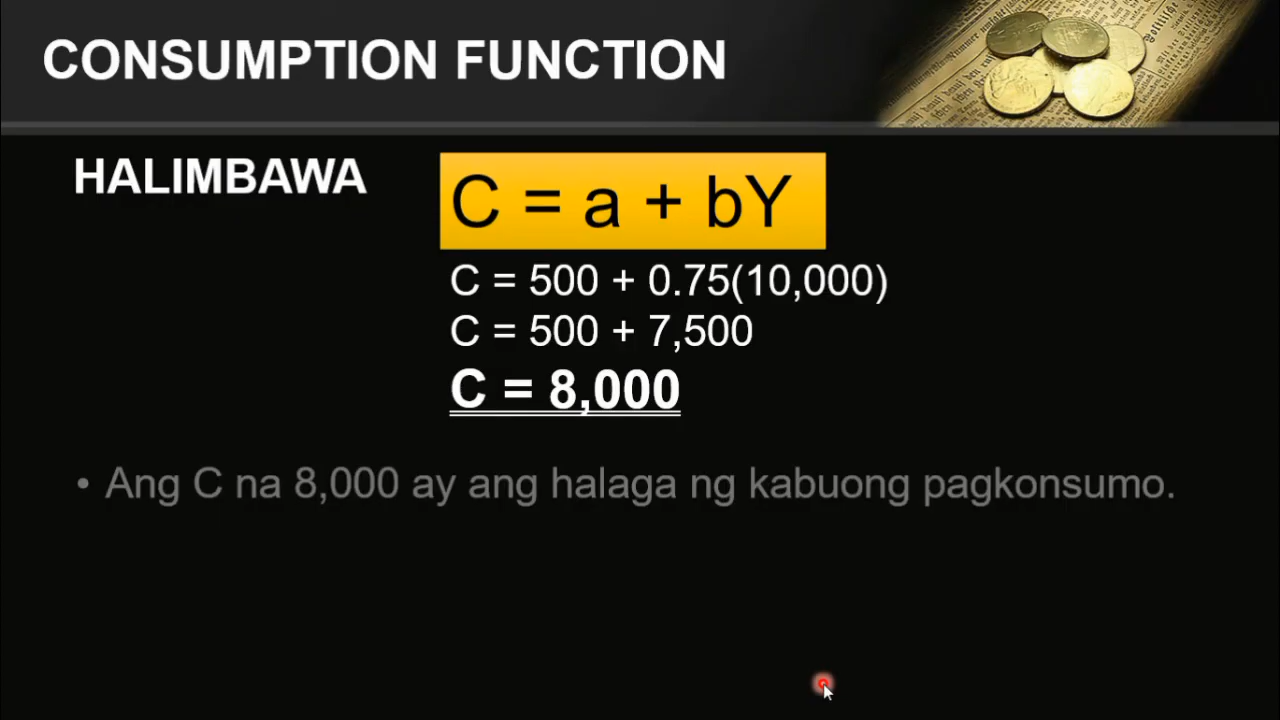 CONSUMPTION FUNCTION
HALIMBAWA
C = a + bY
C = 500 + 0.75(10,000)
C = 500 + 7,500
C = 8,000
• Ang C na 8,000 ay ang halaga ng kabuong pagkonsumo.